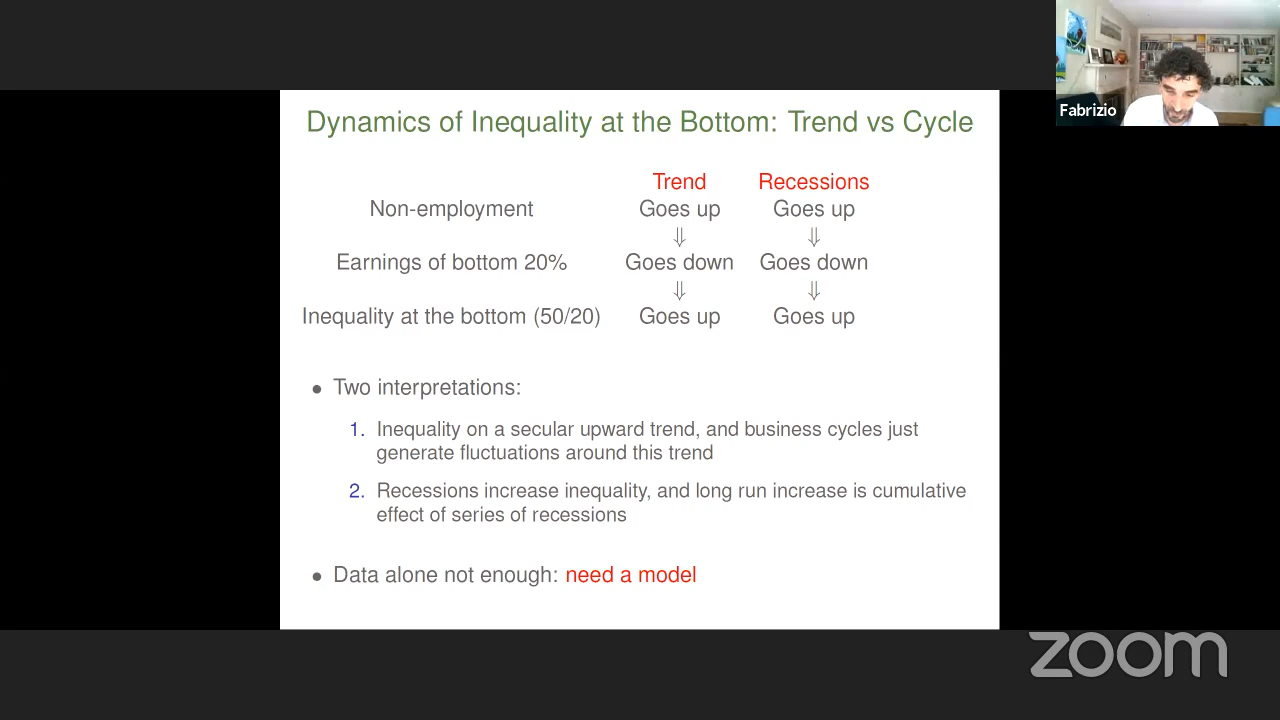 Fabrizio
Dynamics of Inequality at the Bottom: Trend vs Cycle
Trend Recessions
Non-employment Goes up Goes up
⇓ ⇓
Earnings of bottom 20% Goes down Goes down
⇓ ⇓
Inequality at the bottom (50/20) Goes up Goes up
• Two interpretations:
1. Inequality on a secular upward trend, and business cycles just
generate fluctuations around this trend
2. Recessions increase inequality, and long run increase is cumulative
effect of series of recessions
• Data alone not enough: need a model
zoom